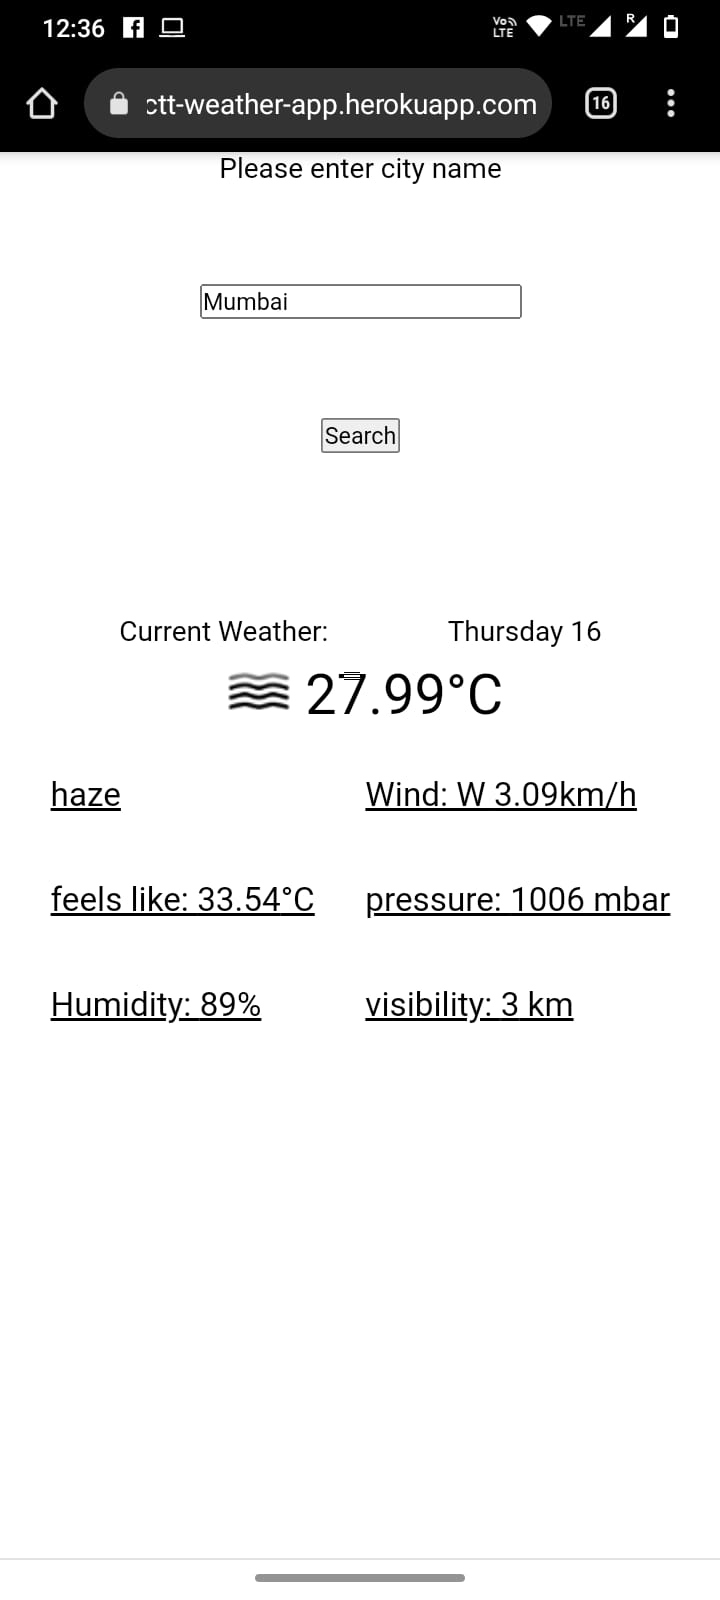 12:36
Vo LTE LTE R
ctt-weather-app.herokuapp.com 16
Please enter city name
Mumbai
Search
Current Weather: Thursday 16
27.99°C
haze Wind: W 3.09km/h
feels like: 33.54°C pressure: 1006 mbar
Humidity: 89% visibility: 3 km